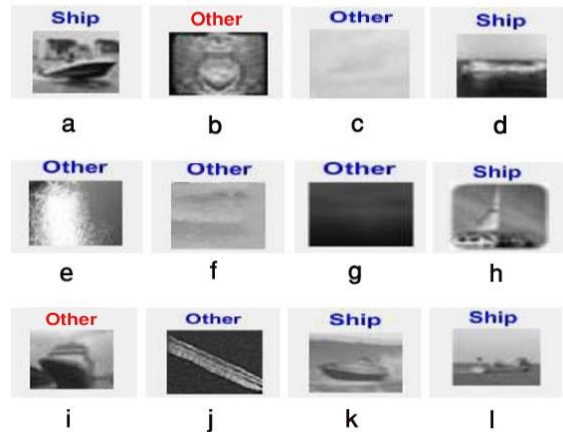 Ship Other Other Ship
a b c d
Other Other Other Ship
e f g h
Other Other Ship Ship
i j k l